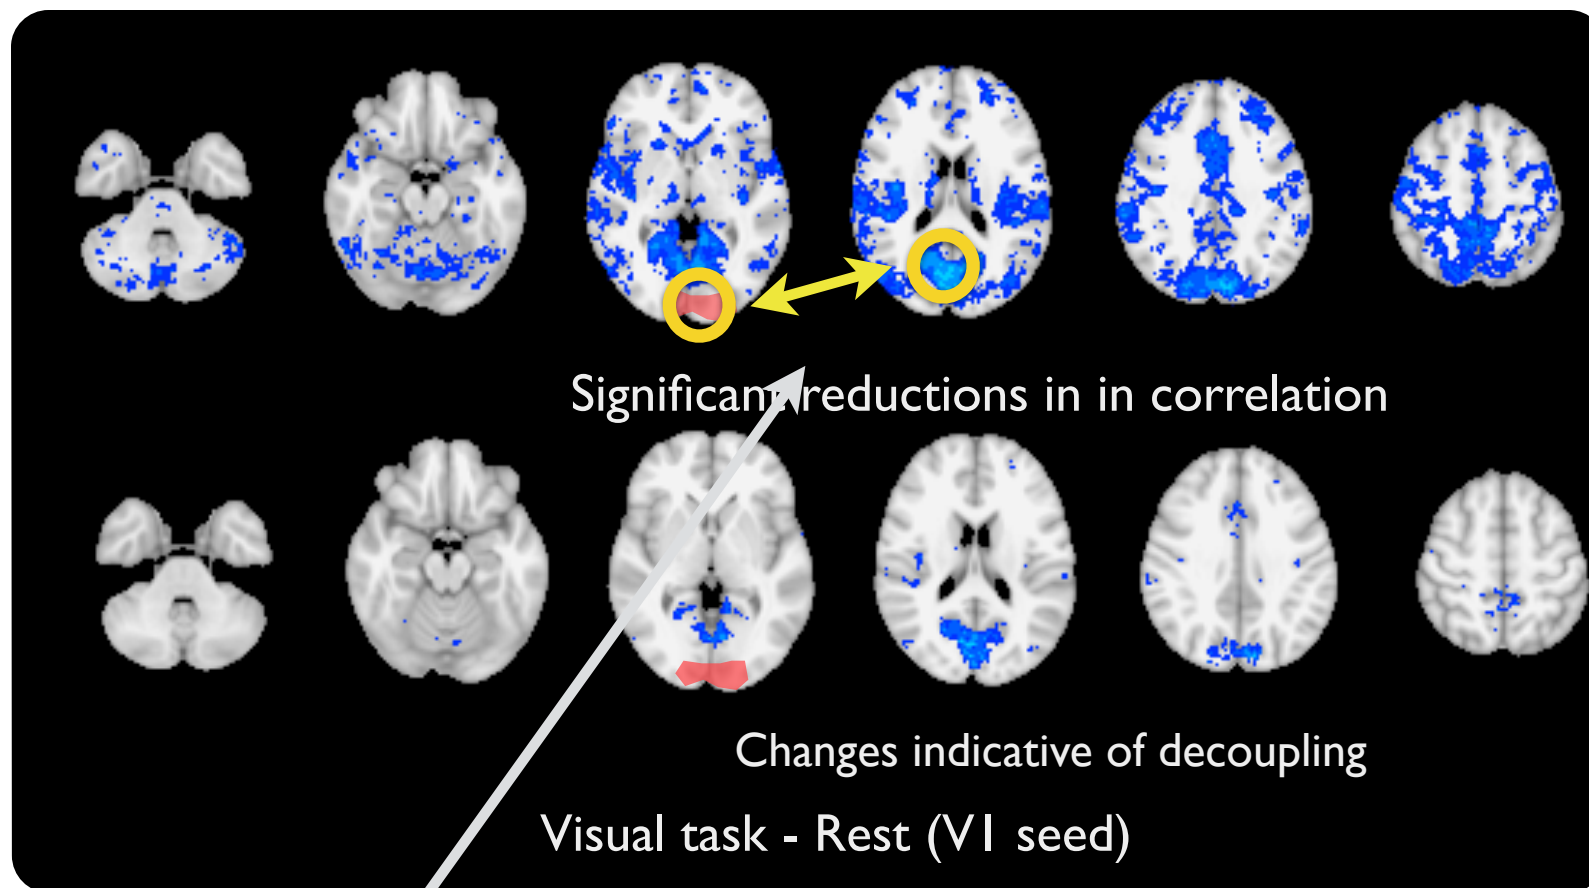 Significant reductions in in correlation
Changes indicative of decoupling
Visual task - Rest (V1 seed)